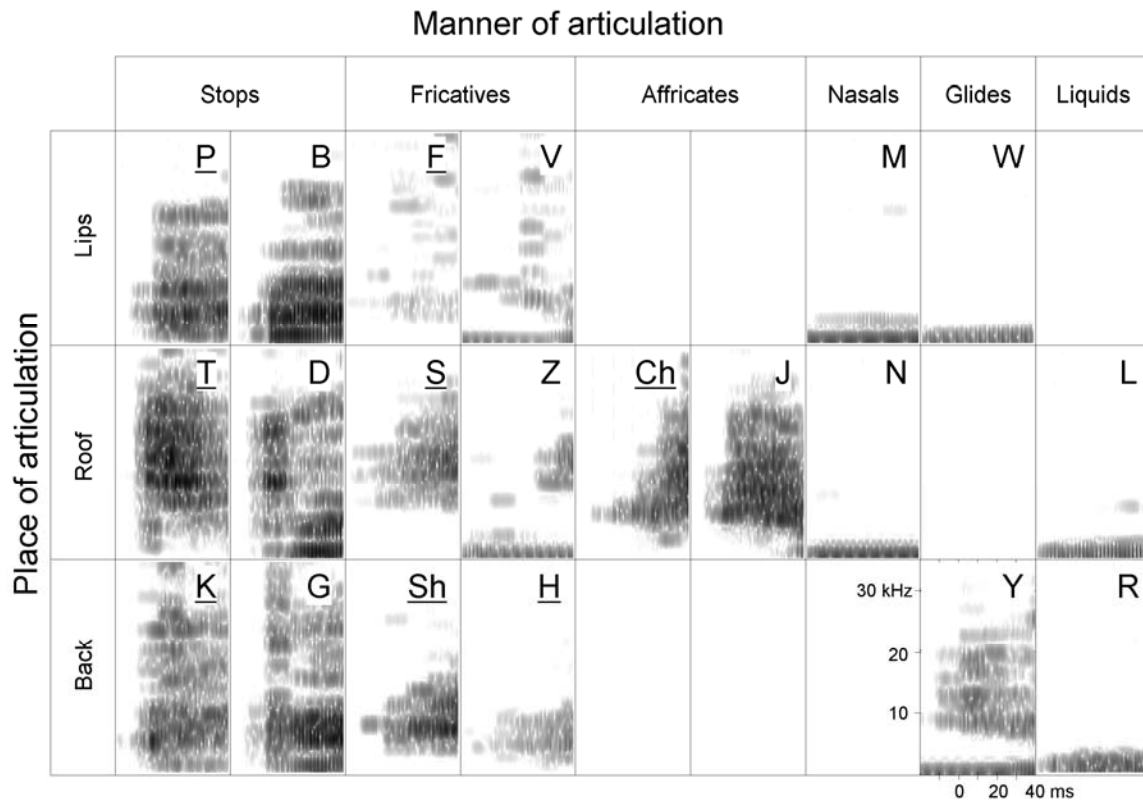 Manner of articulation
Stops Fricatives Affricates Nasals Glides Liquids
Place of articulation
Lips
P B F V M W
Roof
T D S Z Ch J N L
Back
K G Sh H Y R
30 kHz
20
10
0 20 40 ms